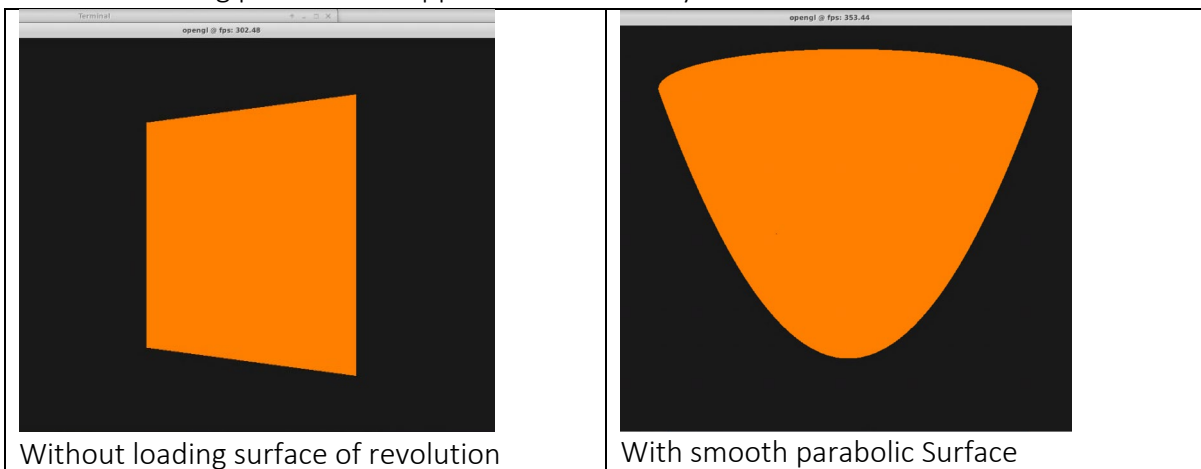 Terminal
opengl @ fps: 302.48
opengl @ fps: 353.44
Without loading surface of revolution
With smooth parabolic Surface